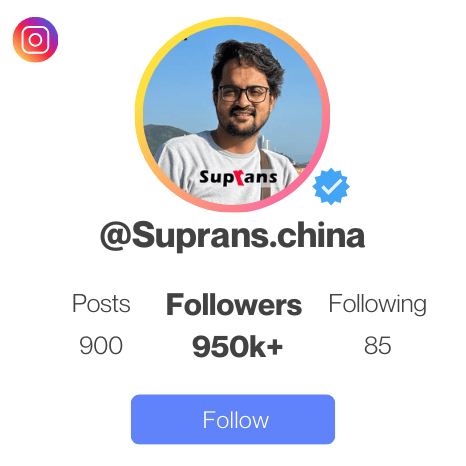 Suprans
@Suprans.china
Posts Followers Following
900 950k+ 85
Follow